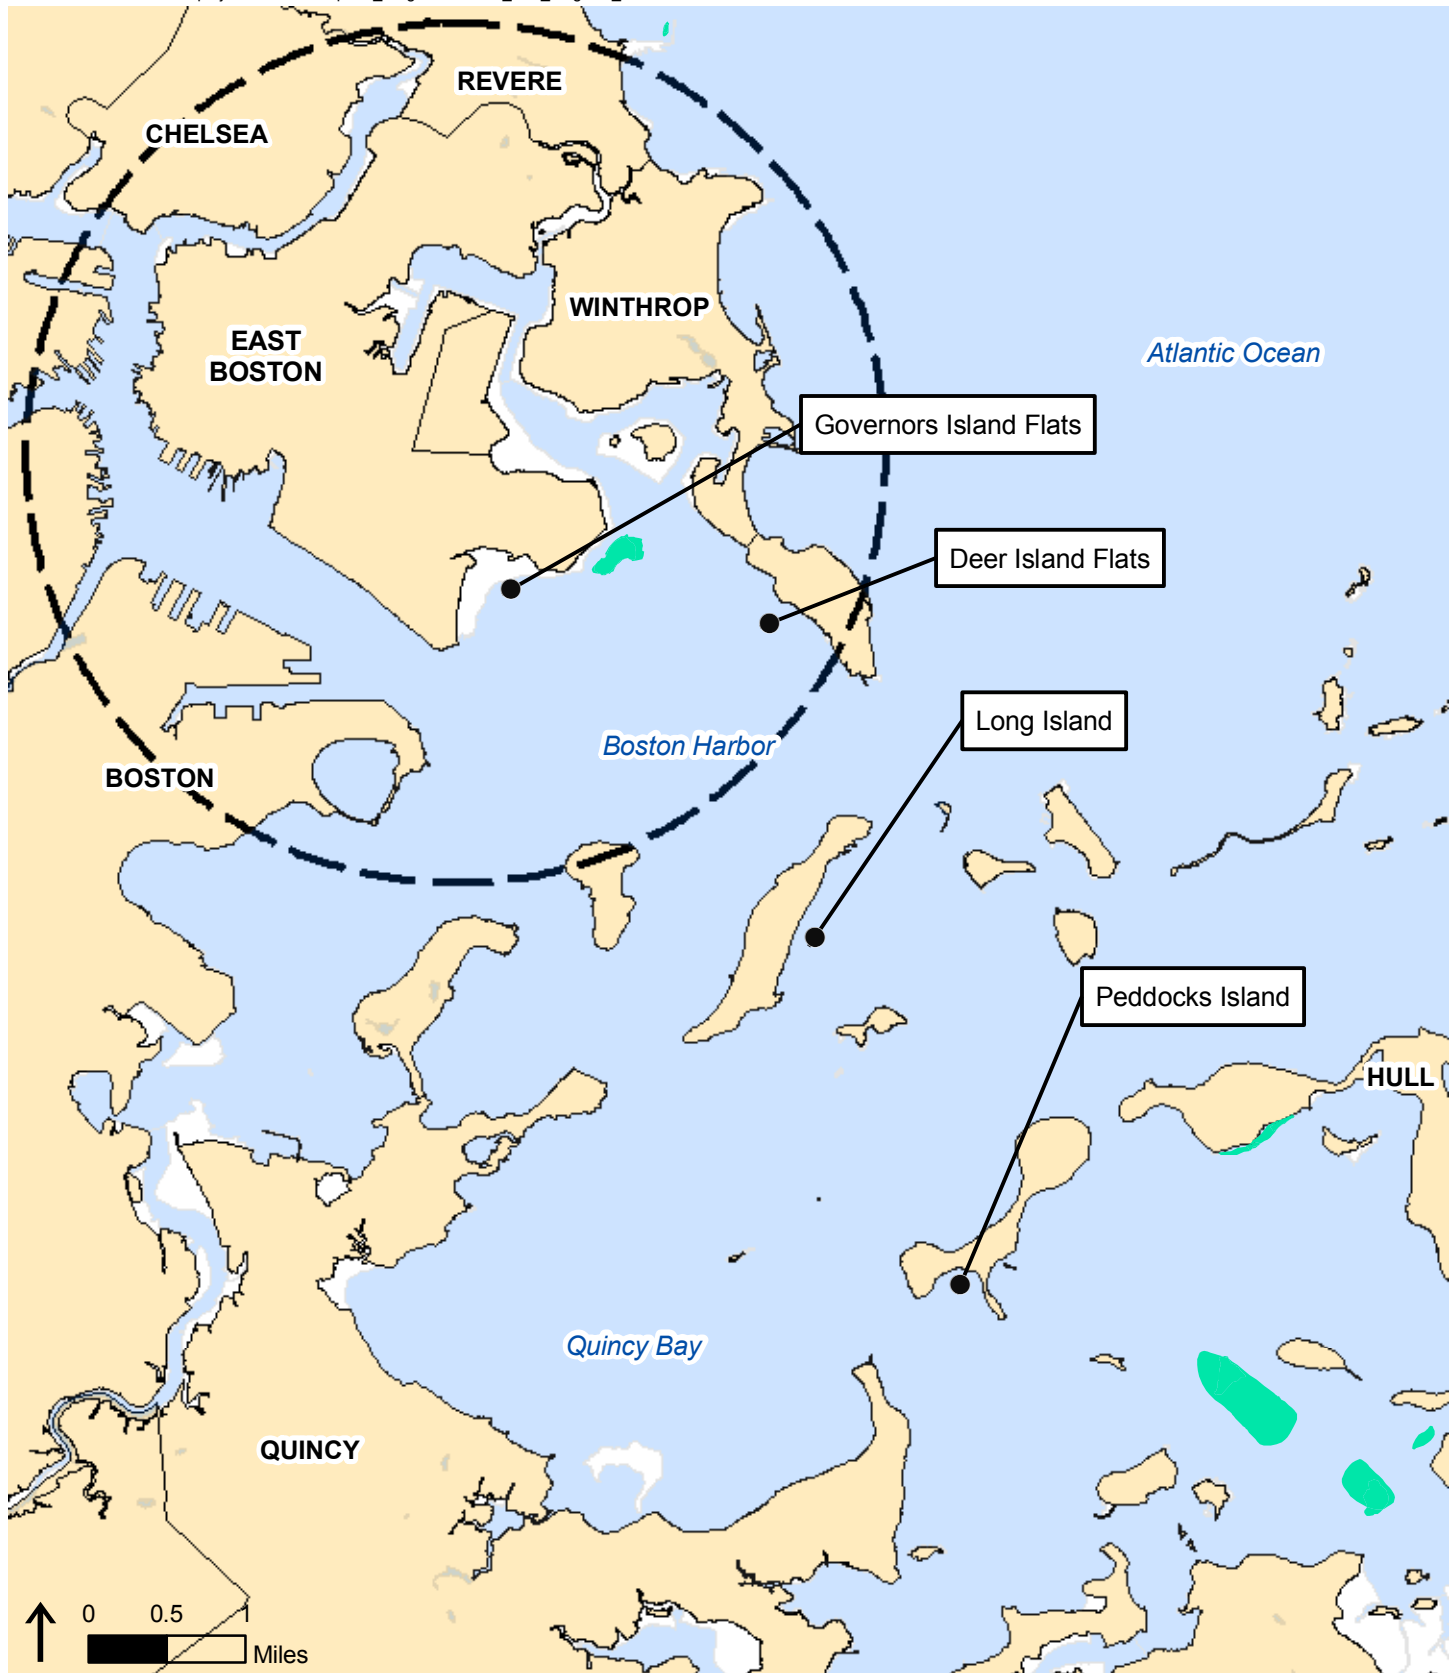 REVERE
CHELSEA
WINTHROP
EAST
BOSTON
Atlantic Ocean
Governors Island Flats
Deer Island Flats
Long Island
Boston Harbor
BOSTON
Peddocks Island
HULL
Quincy Bay
QUINCY
0 0.5 1
Miles